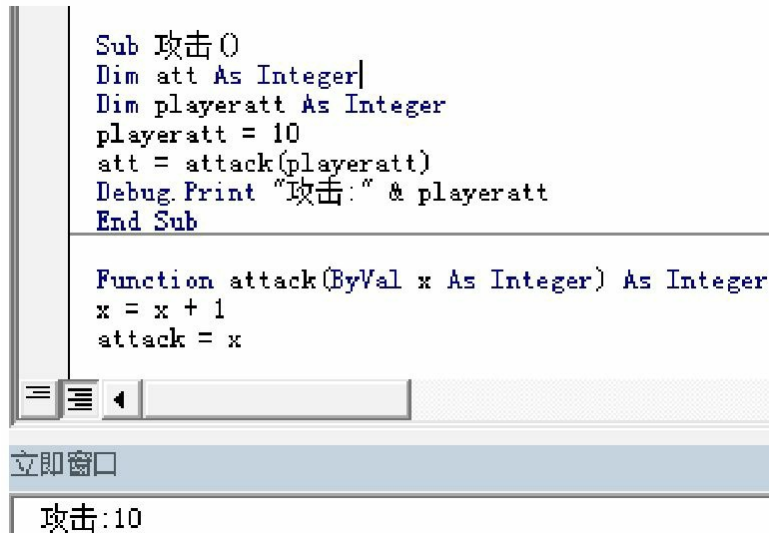 Sub 攻击()
Dim att As Integer
Dim playeratt As Integer
playeratt = 10
att = attack(playeratt)
Debug.Print "攻击:" & playeratt
End Sub
Function attack(ByVal x As Integer) As Integer
x = x + 1
attack = x
立即窗口
攻击:10